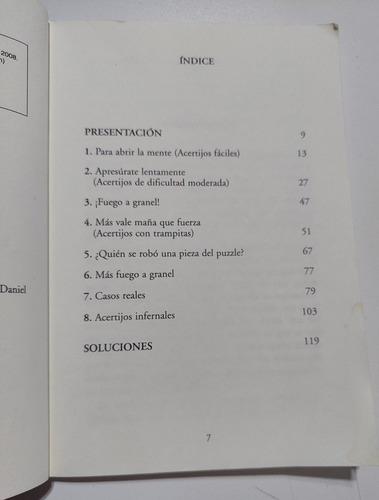 2008.
)
Daniel
ÍNDICE
PRESENTACIÓN 9
1. Para abrir la mente (Acertijos fáciles) 13
2. Apresúrate lentamente
(Acertijos de dificultad moderada) 27
3. ¡Fuego a granel! 47
4. Más vale maña que fuerza
(Acertijos con trampitas) 51
5. ¿Quién se robó una pieza del puzzle? 67
6. Más fuego a granel 77
7. Casos reales 79
8. Acertijos infernales 103
SOLUCIONES 119
7